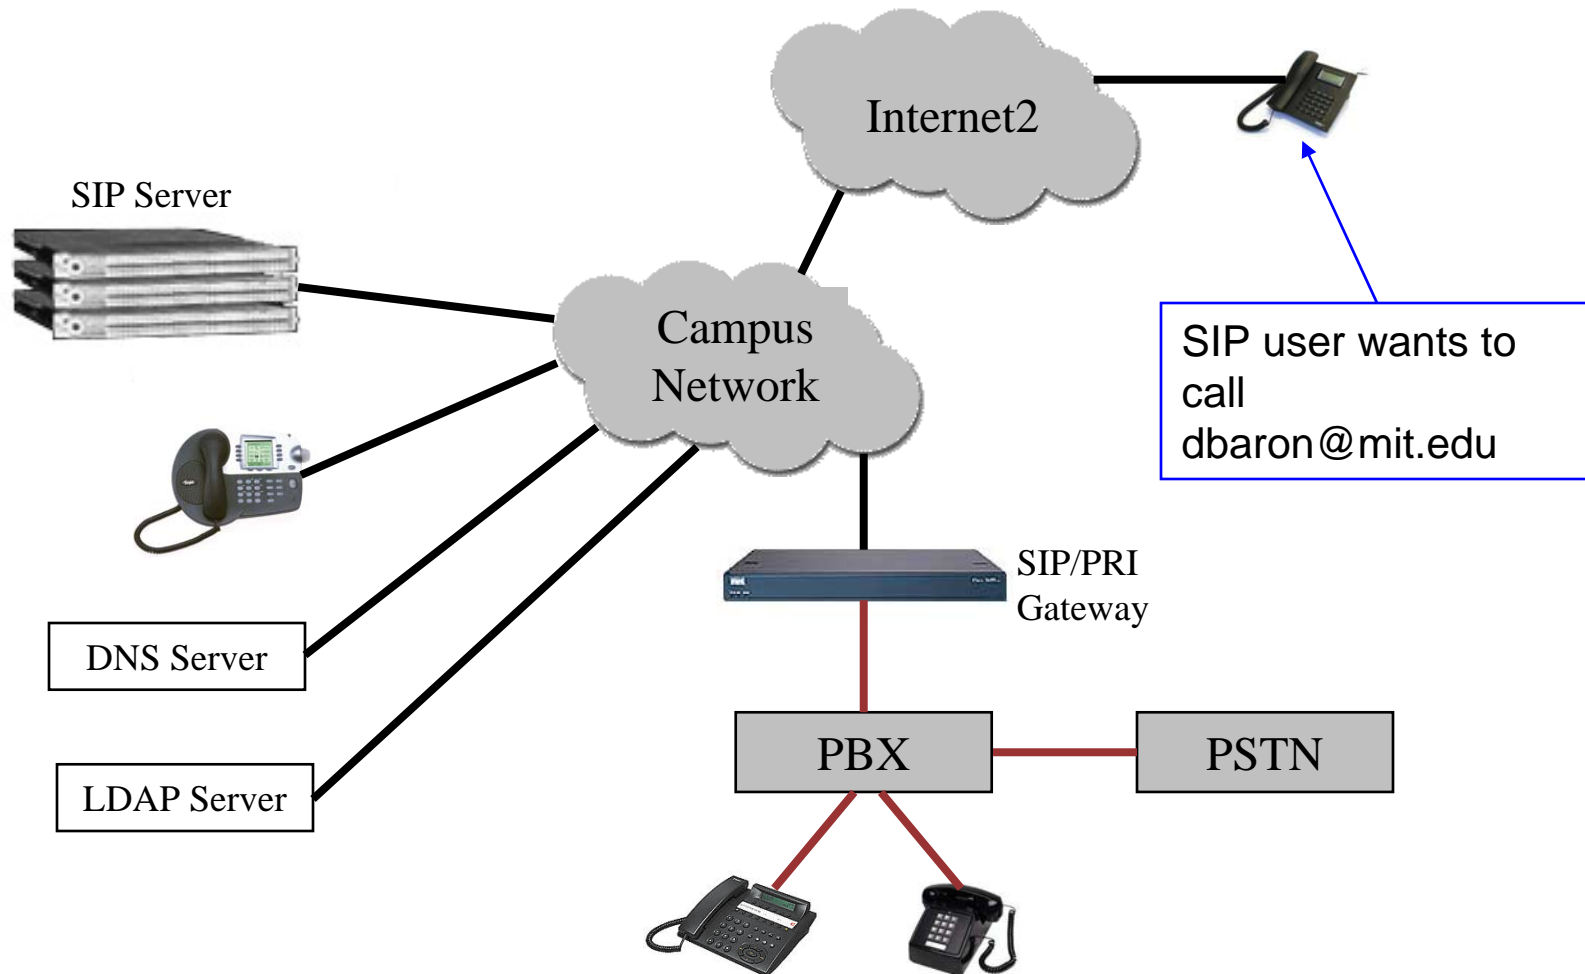 Internet2
SIP Server
Campus
Network
SIP user wants to
call
dbaron@mit.edu
SIP/PRI
Gateway
DNS Server
PBX
PSTN
LDAP Server